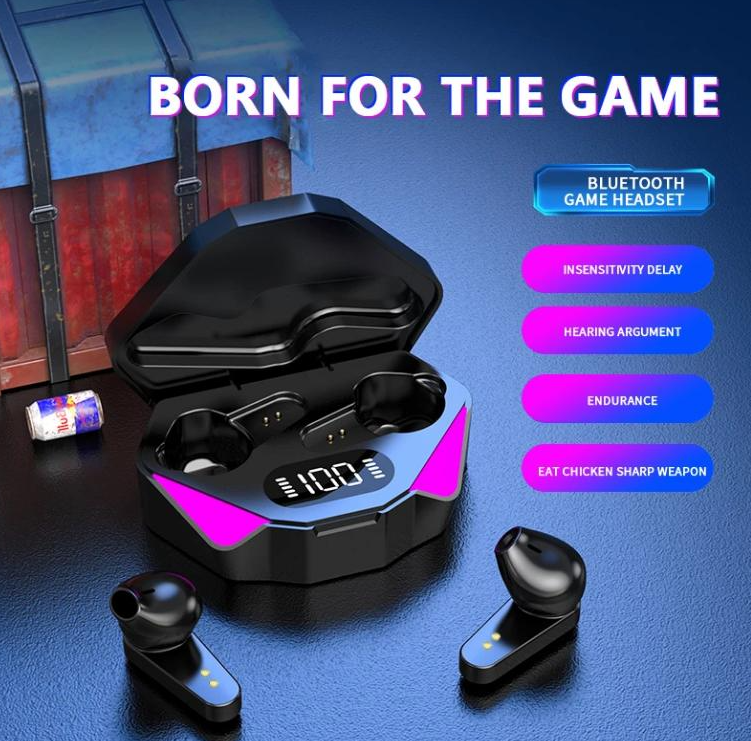 BORN FOR THE GAME
BLUETOOTH
GAME HEADSET
INSENSITIVITY DELAY
HEARING ARGUMENT
ENDURANCE
EAT CHICKEN SHARP WEAPON
100